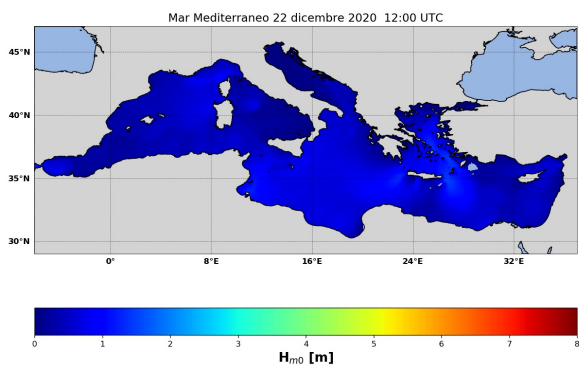 Mar Mediterraneo 22 dicembre 2020 12:00 UTC
45°N
40°N
35°N
30°N
0° 8°E 16°E 24°E 32°E
0 1 2 3 4 5 6 7 8
Hm0 [m]